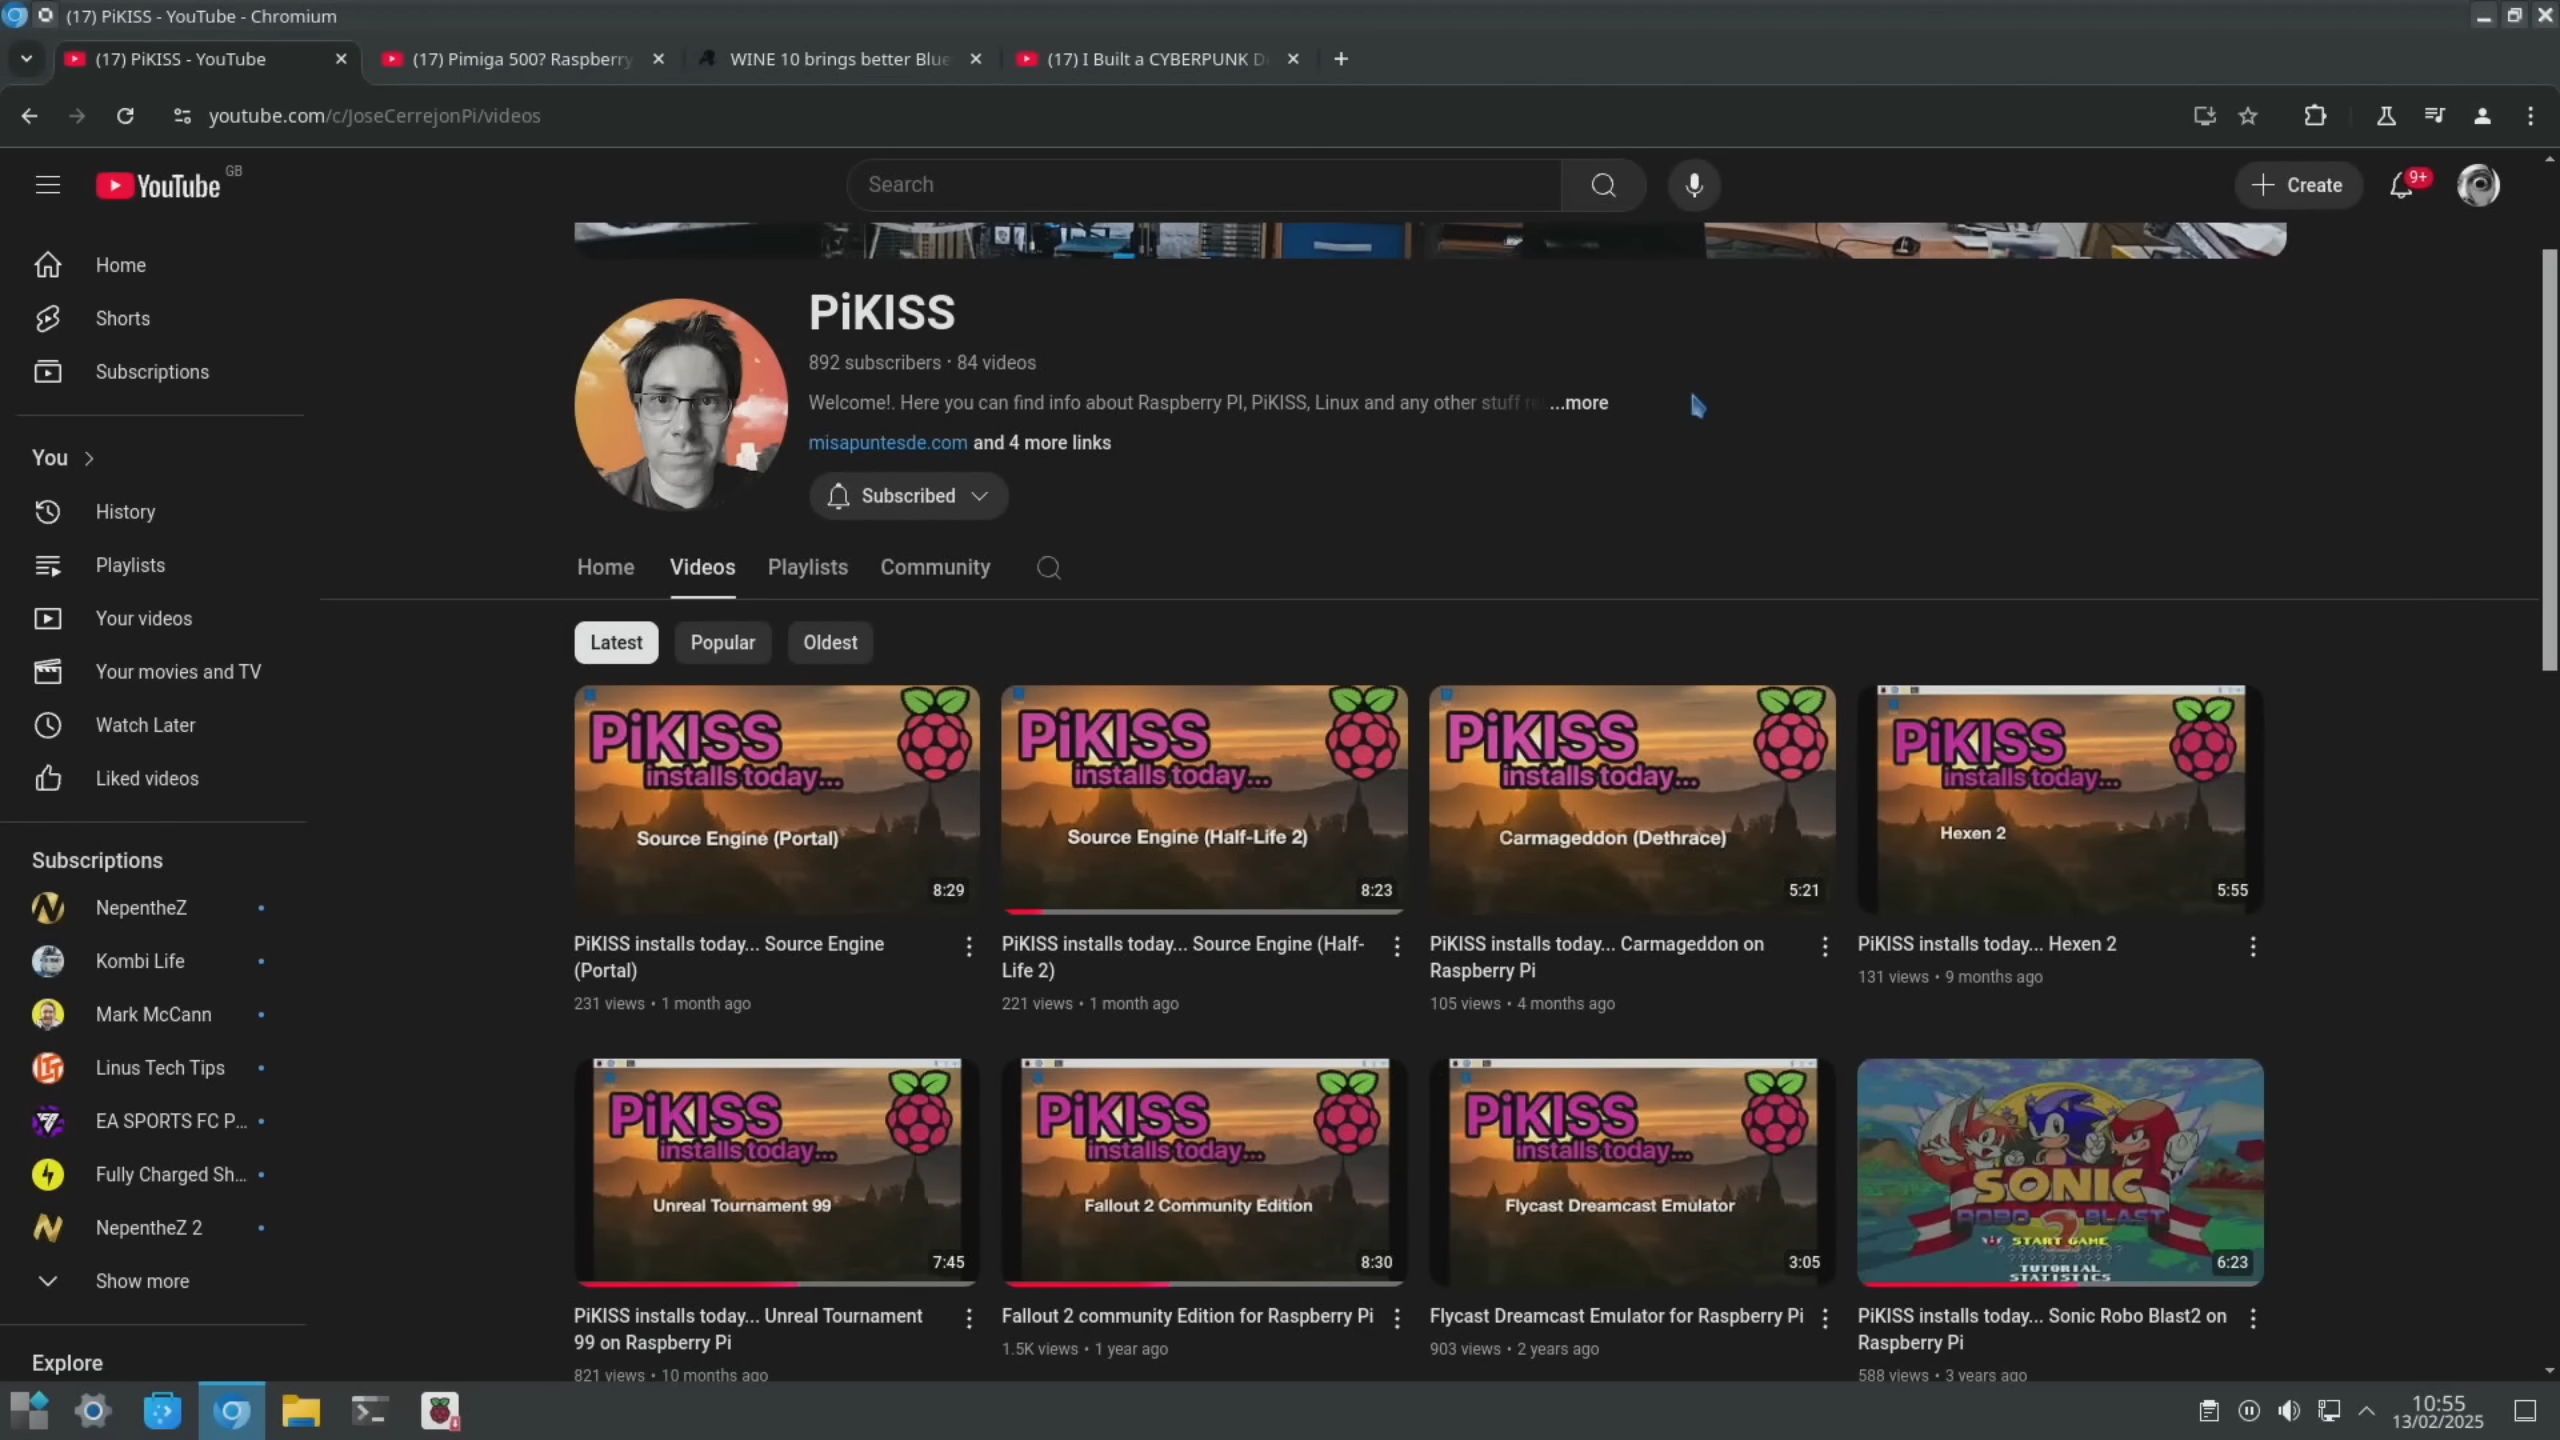 (17) PiKISS - YouTube - Chromium
(17) PiKISS - YouTube
(17) Pimiga 500? Raspberry
WINE 10 brings better Blue
(17) I Built a CYBERPUNK D
youtube.com/c/JoseCerrejonPi/videos
YouTube GB
Search
Create
9+
Home
Shorts
Subscriptions
You
History
Playlists
Your videos
Your movies and TV
Watch Later
Liked videos
Subscriptions
NepentheZ
Kombi Life
Mark McCann
Linus Tech Tips
EA SPORTS FC P...
Fully Charged Sh...
NepentheZ 2
Show more
Explore
PiKISS
892 subscribers • 84 videos
Welcome!. Here you can find info about Raspberry PI, PiKISS, Linux and any other stuff ...more
misapuntesde.com and 4 more links
Subscribed
Home Videos Playlists Community
Latest Popular Oldest
PiKISS
installs today...
Source Engine (Portal)
8:29
PiKISS installs today... Source Engine
(Portal)
231 views • 1 month ago
PiKISS
installs today...
Source Engine (Half-Life 2)
8:23
PiKISS installs today... Source Engine (Half-
Life 2)
221 views • 1 month ago
PiKISS
installs today...
Carmageddon (Dethrace)
5:21
PiKISS installs today... Carmageddon on
Raspberry Pi
105 views • 4 months ago
PiKISS
installs today...
Hexen 2
5:55
PiKISS installs today... Hexen 2
131 views • 9 months ago
PiKISS
installs today...
Unreal Tournament 99
7:45
PiKISS installs today... Unreal Tournament
99 on Raspberry Pi
821 views • 10 months ago
PiKISS
installs today...
Fallout 2 Community Edition
8:30
Fallout 2 community Edition for Raspberry Pi
1.5K views • 1 year ago
PiKISS
installs today...
Flycast Dreamcast Emulator
3:05
Flycast Dreamcast Emulator for Raspberry Pi
903 views • 2 years ago
SONIC
ROBO BLAST
2
START GAME
TUTORIAL
STATISTICS
6:23
PiKISS installs today... Sonic Robo Blast2 on
Raspberry Pi
588 views • 3 years ago
10:55
13/02/2025